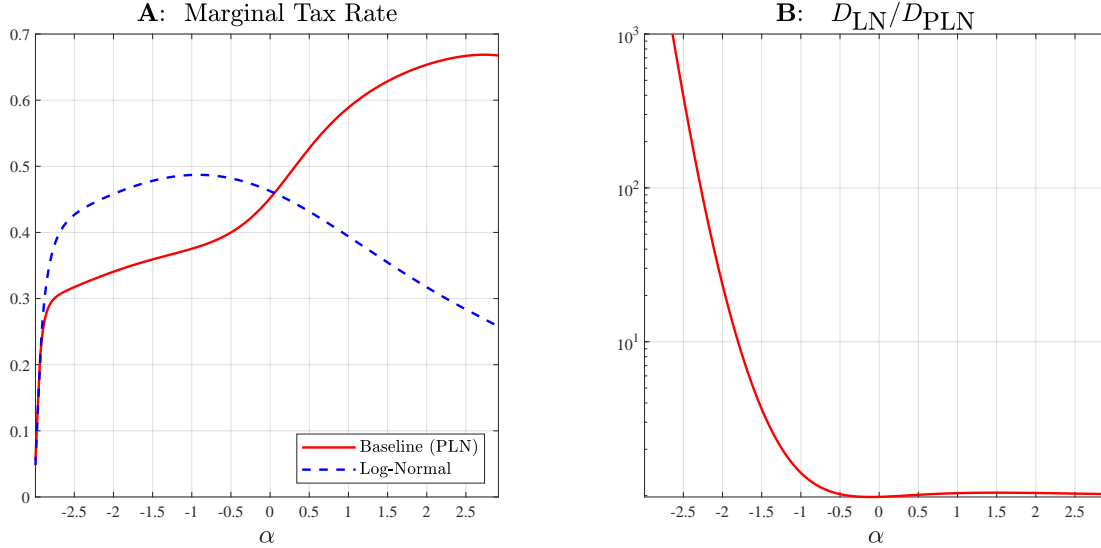 A: Marginal Tax Rate
0.7
0.6
0.5
0.4
0.3
0.2
0.1
0
-2.5 -2 -1.5 -1 -0.5 0 0.5 1 1.5 2 2.5
α
Baseline (PLN)
Log-Normal
B: D_LN/D_PLN
10^3
10^2
10^1
-2.5 -2 -1.5 -1 -0.5 0 0.5 1 1.5 2 2.5
α